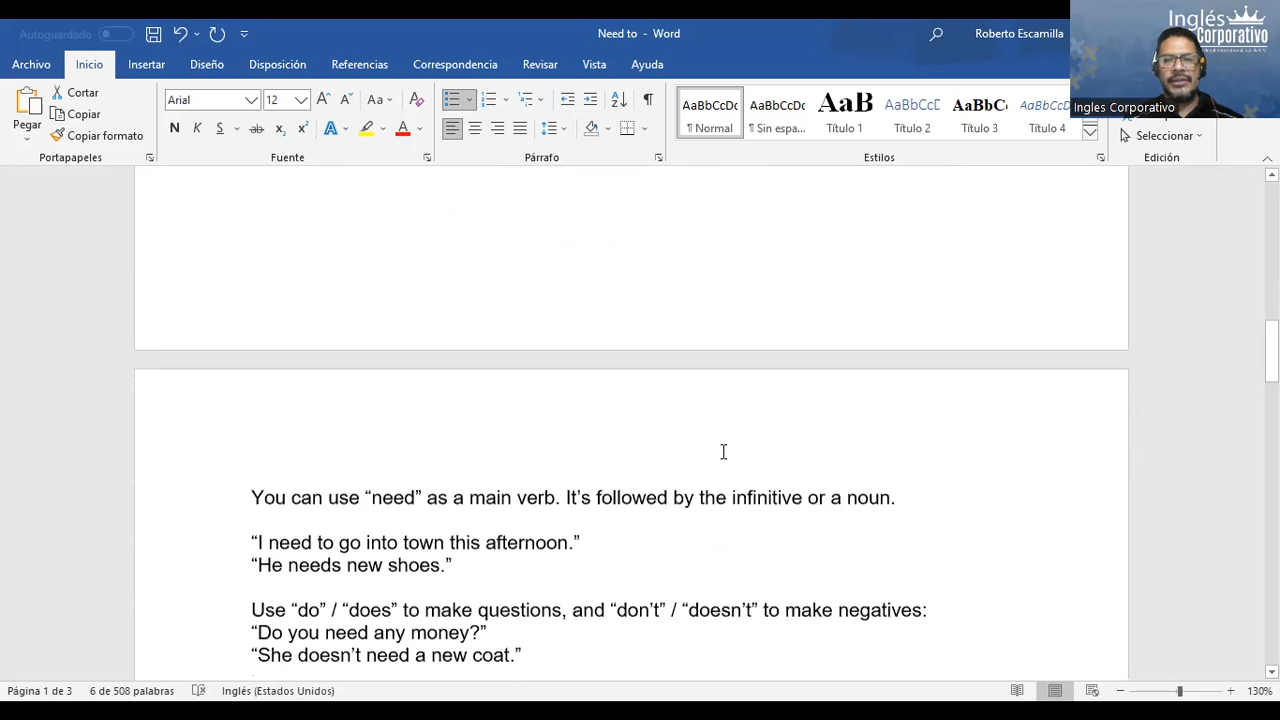 Autoguardado
Need to - Word
Roberto Escamilla
Inglés
Corporativo
Ingles Corporativo
Archivo Inicio Insertar Diseño Disposición Referencias Correspondencia Revisar Vista Ayuda
Pegar
Cortar
Copiar
Copiar formato
Portapapeles
Arial 12
N K S ab x₂ x²
Fuente
Párrafo
AaBbCcDc AaBbCcDc AaB AaBbCcD AaBbCc AaBbCcD
¶ Normal ¶ Sin espa... Título 1 Título 2 Título 3 Título 4
Estilos
Seleccionar
Edición
You can use “need” as a main verb. It’s followed by the infinitive or a noun.
“I need to go into town this afternoon.”
“He needs new shoes.”
Use “do” / “does” to make questions, and “don’t” / “doesn’t” to make negatives:
“Do you need any money?”
“She doesn’t need a new coat.”
Página 1 de 3 6 de 508 palabras Inglés (Estados Unidos) 130%